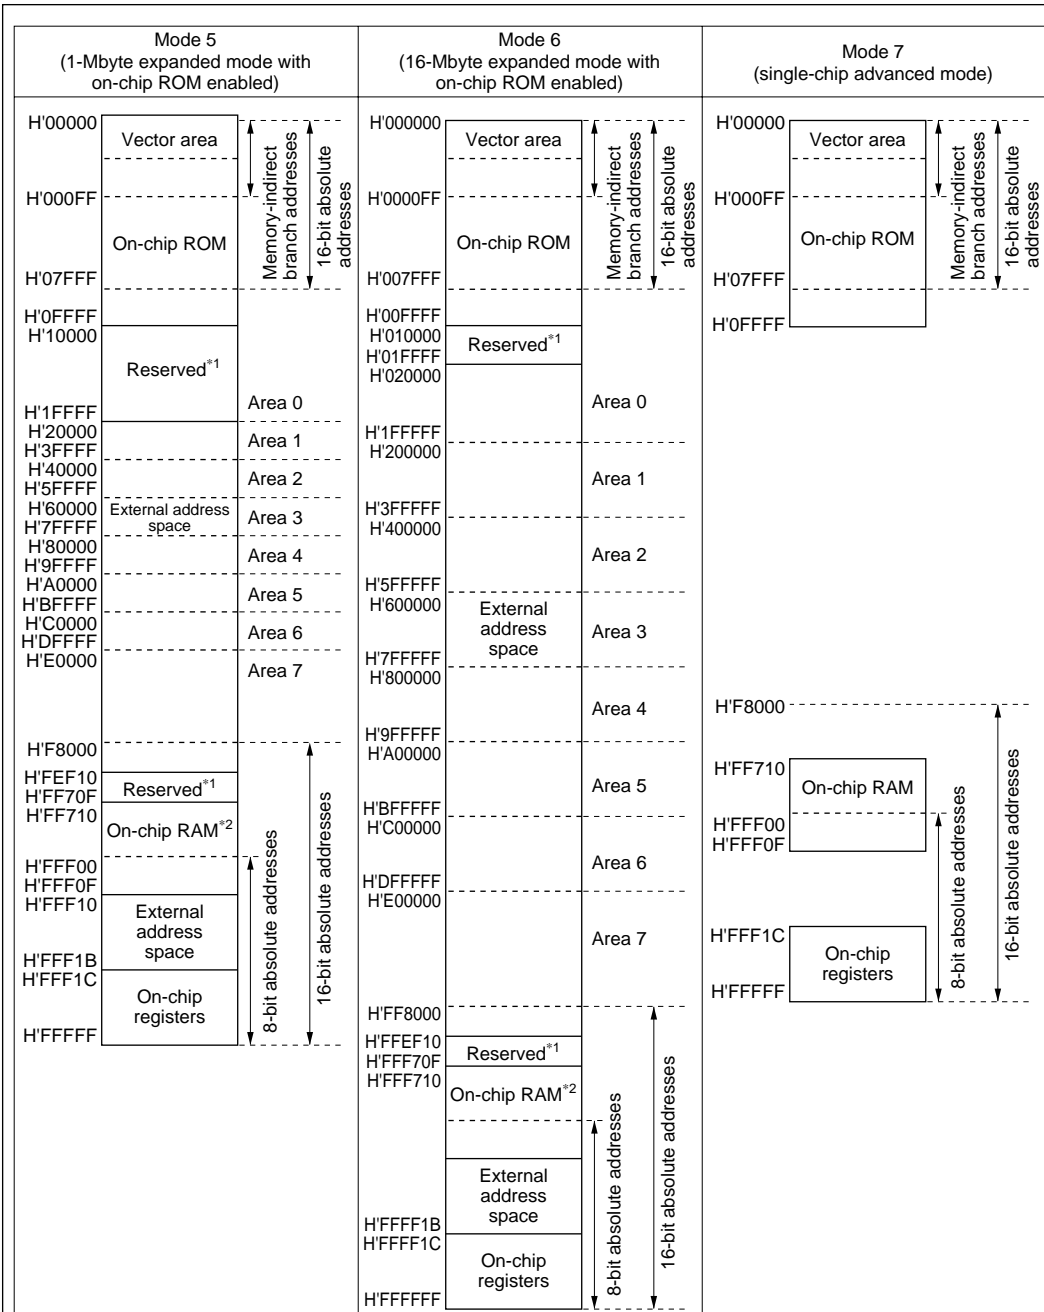 Mode 5
(1-Mbyte expanded mode with
on-chip ROM enabled)
H'00000
Vector area
H'000FF
On-chip ROM
H'07FFF
H'0FFFF
H'10000
Reserved*1
H'1FFFF
H'20000
H'3FFFF
H'40000
H'5FFFF
H'60000
H'7FFFF
External address
space
H'80000
H'9FFFF
H'A0000
H'BFFFF
H'C0000
H'DFFFF
H'E0000
H'F8000
H'FEF10
Reserved*1
H'FF70F
H'FF710
On-chip RAM*2
H'FFF00
H'FFF0F
H'FFF10
External
address
space
H'FFF1B
H'FFF1C
On-chip
registers
H'FFFFF
Memory-indirect
branch addresses
16-bit absolute
addresses
Area 0
Area 1
Area 2
Area 3
Area 4
Area 5
Area 6
Area 7
8-bit absolute addresses
16-bit absolute addresses
Mode 6
(16-Mbyte expanded mode with
on-chip ROM enabled)
H'000000
Vector area
H'0000FF
On-chip ROM
H'007FFF
H'00FFFF
H'010000
Reserved*1
H'01FFFF
H'020000
H'1FFFFF
H'200000
H'3FFFFF
H'400000
H'5FFFFF
H'600000
External
address
space
H'7FFFFF
H'800000
H'9FFFFF
H'A00000
H'BFFFFF
H'C00000
H'DFFFFF
H'E00000
H'FF8000
H'FFEF10
Reserved*1
H'FFF70F
H'FFF710
On-chip RAM*2
External
address
space
H'FFFF1B
H'FFFF1C
On-chip
registers
H'FFFFFF
Memory-indirect
branch addresses
16-bit absolute
addresses
Area 0
Area 1
Area 2
Area 3
Area 4
Area 5
Area 6
Area 7
8-bit absolute addresses
16-bit absolute addresses
Mode 7
(single-chip advanced mode)
H'00000
Vector area
H'000FF
On-chip ROM
H'07FFF
H'0FFFF
Memory-indirect
branch addresses
16-bit absolute
addresses
H'F8000
H'FF710
On-chip RAM
H'FFF00
H'FFF0F
H'FFF1C
On-chip
registers
H'FFFFF
8-bit absolute addresses
16-bit absolute addresses